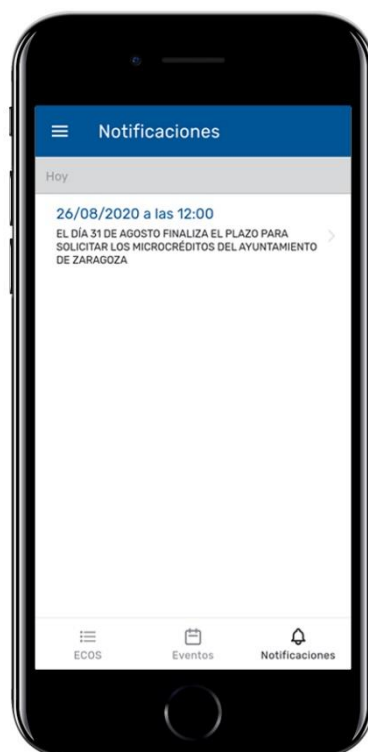 Notificaciones
Hoy
26/08/2020 a las 12:00
EL DÍA 31 DE AGOSTO FINALIZA EL PLAZO PARA
SOLICITAR LOS MICROCRÉDITOS DEL AYUNTAMIENTO
DE ZARAGOZA
ECOS
Eventos
Notificaciones